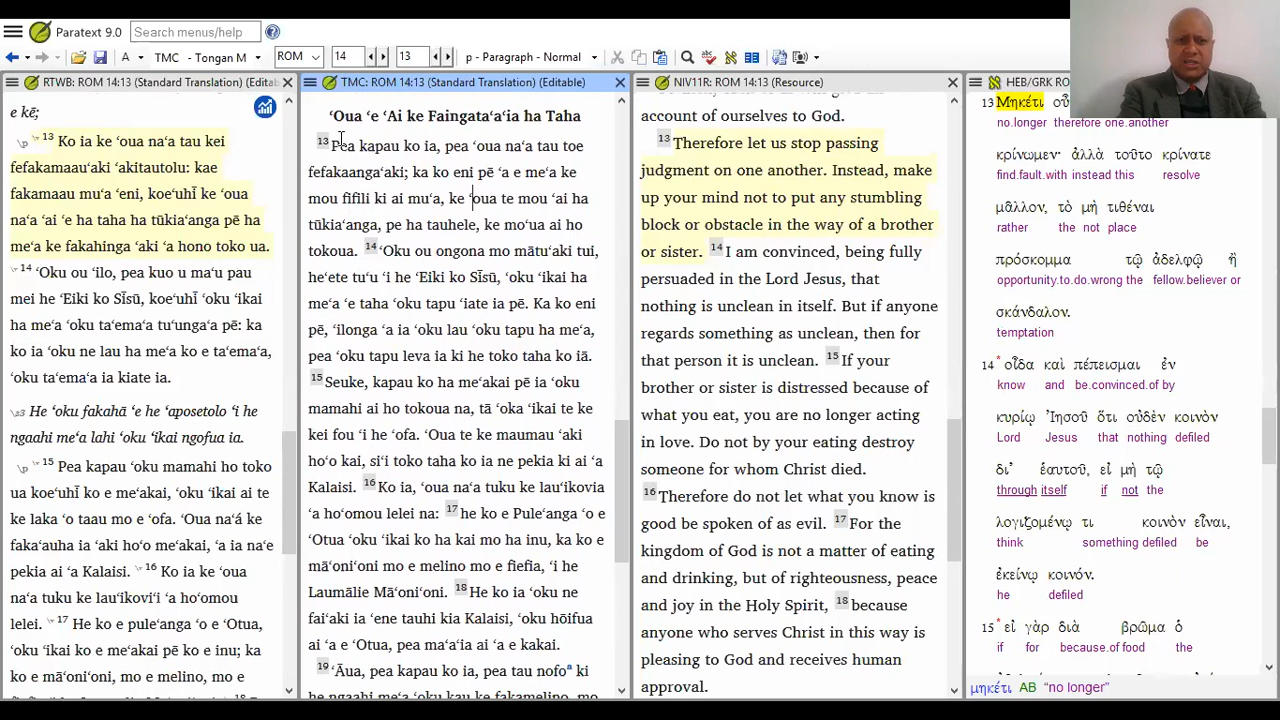 Paratext 9.0
Search menus/help
TMC - Tongan M
ROM
14
13
p - Paragraph - Normal
RTWB: ROM 14:13 (Standard Translation) (Edital
e kē;
\p 13 Ko ia ke ʻoua naʻa tau kei
fefakamaauʻaki ʻakitautolu: kae
fakamaau muʻa ʻeni, koeʻuhī ke ʻoua
naʻa ʻai ʻe ha taha ha tūkiaʻanga pē ha
meʻa ke fakahinga ʻaki ʻa hono toko ua.
14 ʻOku ou ʻilo, pea kuo u maʻu pau
mei he ʻEiki ko Sīsū, koeʻuhī ʻoku ʻikai
ha meʻa ʻoku taʻemaʻa tuʻungaʻa pē: ka
ko ia ʻoku ne lau ha meʻa ko e taʻemaʻa,
ʻoku taʻemaʻa ia kiate ia.
\s3 He ʻoku fakahā ʻe he ʻaposetolo ʻi he
ngaahi meʻa lahi ʻoku ʻikai ngofua ia.
\p 15 Pea kapau ʻoku mamahi ho toko
ua koeʻuhī ko e meʻakai, ʻoku ʻikai ai te
ke laka ʻo taau mo e ʻofa. ʻOua naʻá ke
fakaʻauha ia ʻaki hoʻo meʻakai, ʻa ia naʻe
pekia ai ʻa Kalaisi. 16 Ko ia ke ʻoua
naʻa tuku ke lauʻikoviʻi ʻa hoʻomou
lelei. 17 He ko e puleʻanga ʻo e ʻOtua,
ʻoku ʻikai ko e meʻakai pē ko e inu; ka
ko e māʻoniʻoni, mo e melino, mo e
TMC: ROM 14:13 (Standard Translation) (Editable)
ʻOua ʻe ʻAi ke Faingataʻaʻia ha Taha
13 Pea kapau ko ia, pea ʻoua naʻa tau toe
fefakaangaʻaki; ka ko eni pē ʻa e meʻa ke
mou fifili ki ai muʻa, ke ʻoua te mou ʻai ha
tūkiaʻanga, pe ha tauhele, ke moʻua ai ho
tokoua. 14 ʻOku ou ongona mo mātuʻaki tui,
heʻete tuʻu ʻi he ʻEiki ko Sīsū, ʻoku ʻikai ha
meʻa ʻe taha ʻoku tapu ʻiate ia pē. Ka ko eni
pē, ʻilonga ʻa ia ʻoku lau ʻoku tapu ha meʻa,
pea ʻoku tapu leva ia ki he toko taha ko iā.
15 Seuke, kapau ko ha meʻakai pē ia ʻoku
mamahi ai ho tokoua na, tā ʻoka ʻikai te ke
kei fou ʻi he ʻofa. ʻOua te ke maumau ʻaki
hoʻo kai, siʻi toko taha ko ia ne pekia ki ai ʻa
Kalaisi. 16 Ko ia, ʻoua naʻa tuku ke lauʻikovia
ʻa hoʻomou lelei na: 17 he ko e Puleʻanga ʻo e
ʻOtua ʻoku ʻikai ko ha kai mo ha inu, ka ko e
māʻoniʻoni mo e melino mo e fiefia, ʻi he
Laumālie Māʻoniʻoni. 18 He ko ia ʻoku ne
faiʻaki ia ʻene tauhi kia Kalaisi, ʻoku hōifua
ai ʻa e ʻOtua, pea maʻaʻia ai ʻa e kakai.
19 ʻĀua, pea kapau ko ia, pea tau nofoᵃ ki
he ngaahi meʻa ʻoku kau ke fakamelino, mo
NIV11R: ROM 14:13 (Resource)
account of ourselves to God.
13 Therefore let us stop passing
judgment on one another. Instead, make
up your mind not to put any stumbling
block or obstacle in the way of a brother
or sister. 14 I am convinced, being fully
persuaded in the Lord Jesus, that
nothing is unclean in itself. But if anyone
regards something as unclean, then for
that person it is unclean. 15 If your
brother or sister is distressed because of
what you eat, you are no longer acting
in love. Do not by your eating destroy
someone for whom Christ died.
16 Therefore do not let what you know is
good be spoken of as evil. 17 For the
kingdom of God is not a matter of eating
and drinking, but of righteousness, peace
and joy in the Holy Spirit, 18 because
anyone who serves Christ in this way is
pleasing to God and receives human
approval.
HEB/GRK RO
13 Μηκέτι οὖ
no.longer therefore one.
κρίνωμεν· ἀλλὰ τοῦτο κρίνατε
find.fault.with instead this judge
μᾶλλον, τὸ μὴ τιθέναι
rather the not place
πρόσκομμα τῷ ἀδελφῷ ἢ
opportunity.to.do.wrong the fellow.believer or
σκάνδαλον.
temptation
14 * οἶδα καὶ πέπεισμαι ἐν
know and be.convinced.of by
κυρίῳ Ἰησοῦ ὅτι οὐδὲν κοινὸν
Lord Jesus that nothing defiled
δι’ ἑαυτοῦ, εἰ μὴ τῷ
through itself if not the
λογιζομένῳ τι κοινὸν εἶναι,
think something defiled be
ἐκείνῳ κοινόν.
he defiled
15 * εἰ γὰρ διὰ βρῶμα ὁ
if for because.of food the
μηκέτι AB “no longer”